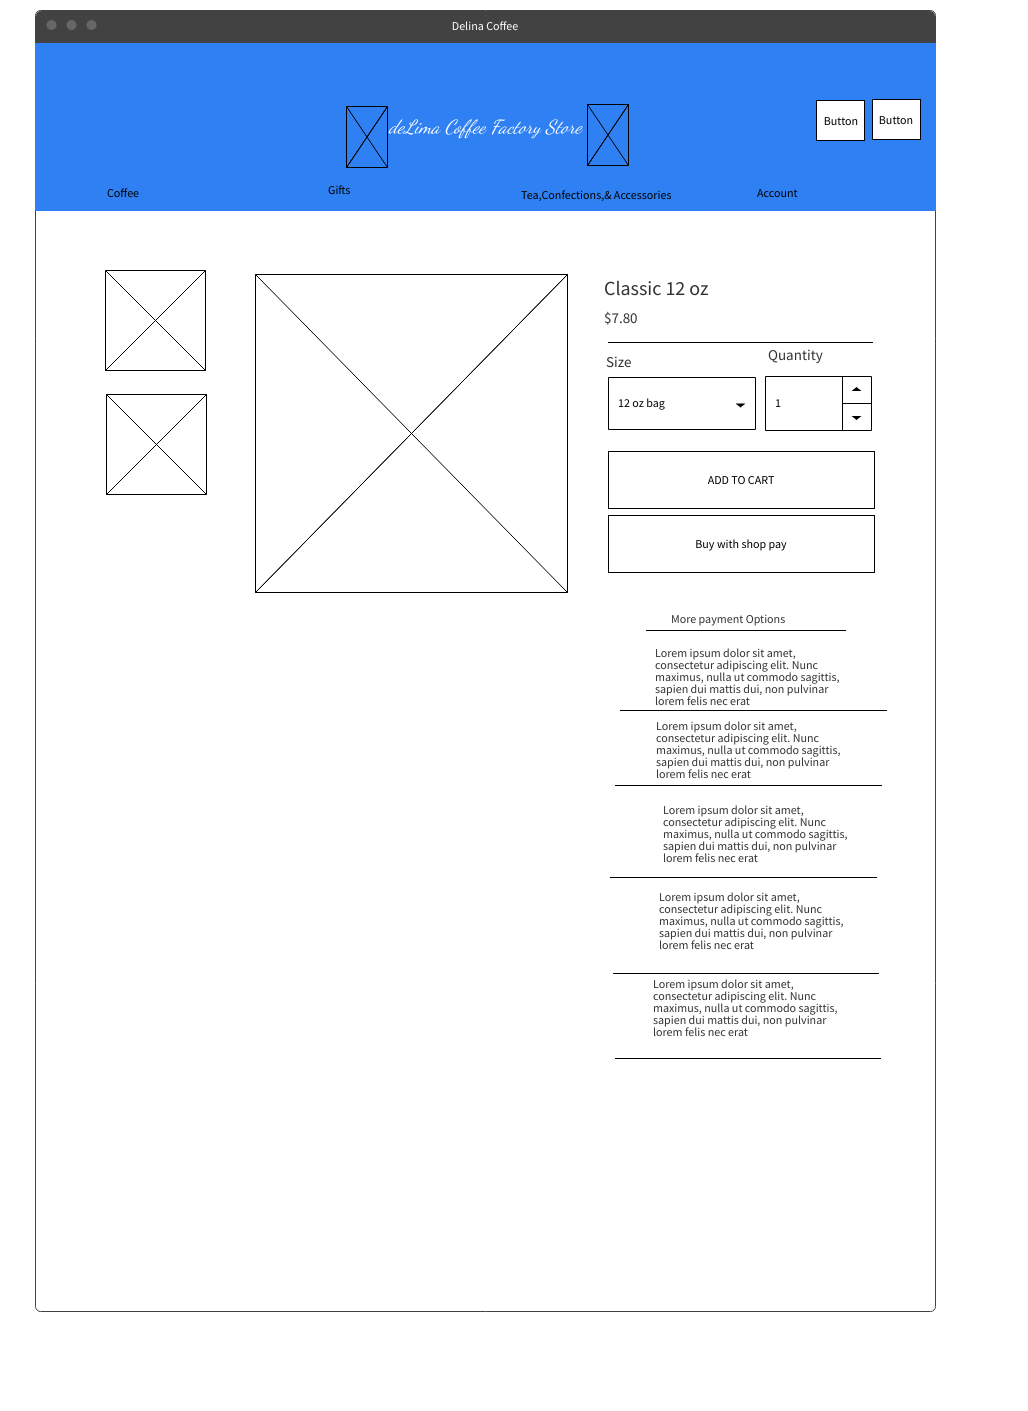 Delina Coffee
deLima Coffee Factory Store
Button
Button
Coffee
Gifts
Tea,Confections,& Accessories
Account
Classic 12 oz
$7.80
Size
Quantity
12 oz bag
1
ADD TO CART
Buy with shop pay
More payment Options
Lorem ipsum dolor sit amet,
consectetur adipiscing elit. Nunc
maximus, nulla ut commodo sagittis,
sapien dui mattis dui, non pulvinar
lorem felis nec erat
Lorem ipsum dolor sit amet,
consectetur adipiscing elit. Nunc
maximus, nulla ut commodo sagittis,
sapien dui mattis dui, non pulvinar
lorem felis nec erat
Lorem ipsum dolor sit amet,
consectetur adipiscing elit. Nunc
maximus, nulla ut commodo sagittis,
sapien dui mattis dui, non pulvinar
lorem felis nec erat
Lorem ipsum dolor sit amet,
consectetur adipiscing elit. Nunc
maximus, nulla ut commodo sagittis,
sapien dui mattis dui, non pulvinar
lorem felis nec erat
Lorem ipsum dolor sit amet,
consectetur adipiscing elit. Nunc
maximus, nulla ut commodo sagittis,
sapien dui mattis dui, non pulvinar
lorem felis nec erat